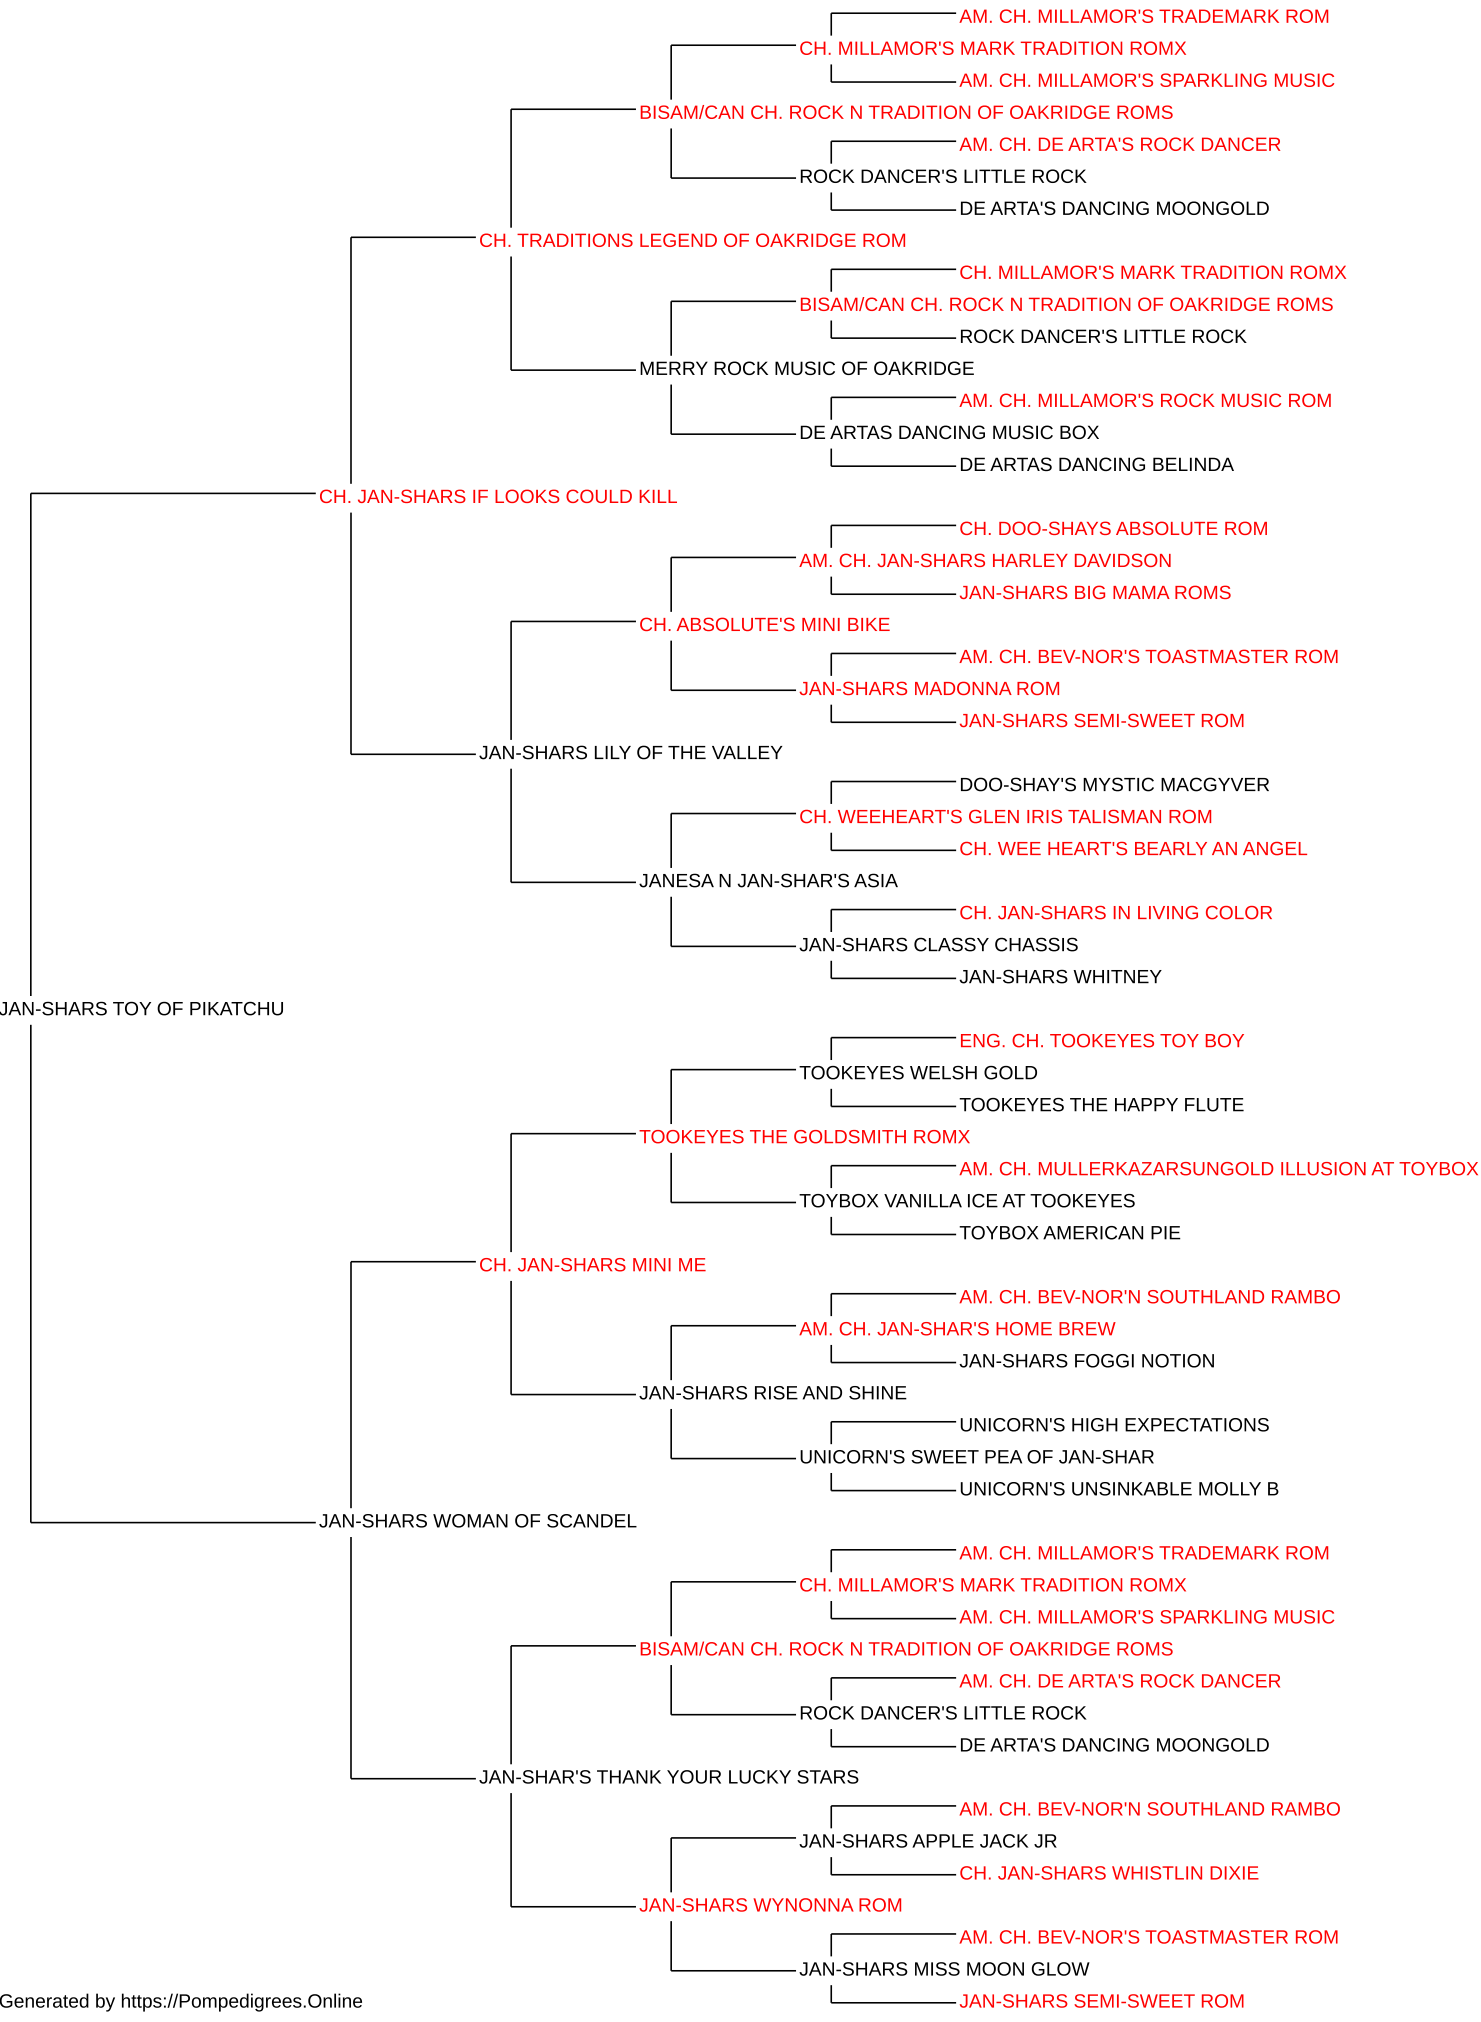 AM. CH. MILLAMOR'S TRADEMARK ROM
CH. MILLAMOR'S MARK TRADITION ROMX
AM. CH. MILLAMOR'S SPARKLING MUSIC
BISAM/CAN CH. ROCK N TRADITION OF OAKRIDGE ROMS
AM. CH. DE ARTA'S ROCK DANCER
ROCK DANCER'S LITTLE ROCK
DE ARTA'S DANCING MOONGOLD
CH. TRADITIONS LEGEND OF OAKRIDGE ROM
CH. MILLAMOR'S MARK TRADITION ROMX
BISAM/CAN CH. ROCK N TRADITION OF OAKRIDGE ROMS
ROCK DANCER'S LITTLE ROCK
MERRY ROCK MUSIC OF OAKRIDGE
AM. CH. MILLAMOR'S ROCK MUSIC ROM
DE ARTAS DANCING MUSIC BOX
DE ARTAS DANCING BELINDA
CH. JAN-SHARS IF LOOKS COULD KILL
CH. DOO-SHAYS ABSOLUTE ROM
AM. CH. JAN-SHARS HARLEY DAVIDSON
JAN-SHARS BIG MAMA ROMS
CH. ABSOLUTE'S MINI BIKE
AM. CH. BEV-NOR'S TOASTMASTER ROM
JAN-SHARS MADONNA ROM
JAN-SHARS SEMI-SWEET ROM
JAN-SHARS LILY OF THE VALLEY
DOO-SHAY'S MYSTIC MACGYVER
CH. WEEHEART'S GLEN IRIS TALISMAN ROM
CH. WEE HEART'S BEARLY AN ANGEL
JANESA N JAN-SHAR'S ASIA
CH. JAN-SHARS IN LIVING COLOR
JAN-SHARS CLASSY CHASSIS
JAN-SHARS WHITNEY
JAN-SHARS TOY OF PIKATCHU
ENG. CH. TOOKEYES TOY BOY
TOOKEYES WELSH GOLD
TOOKEYES THE HAPPY FLUTE
TOOKEYES THE GOLDSMITH ROMX
AM. CH. MULLERKAZARSUNGOLD ILLUSION AT TOYBOX
TOYBOX VANILLA ICE AT TOOKEYES
TOYBOX AMERICAN PIE
CH. JAN-SHARS MINI ME
AM. CH. BEV-NOR'N SOUTHLAND RAMBO
AM. CH. JAN-SHAR'S HOME BREW
JAN-SHARS FOGGI NOTION
JAN-SHARS RISE AND SHINE
UNICORN'S HIGH EXPECTATIONS
UNICORN'S SWEET PEA OF JAN-SHAR
UNICORN'S UNSINKABLE MOLLY B
JAN-SHARS WOMAN OF SCANDEL
AM. CH. MILLAMOR'S TRADEMARK ROM
CH. MILLAMOR'S MARK TRADITION ROMX
AM. CH. MILLAMOR'S SPARKLING MUSIC
BISAM/CAN CH. ROCK N TRADITION OF OAKRIDGE ROMS
AM. CH. DE ARTA'S ROCK DANCER
ROCK DANCER'S LITTLE ROCK
DE ARTA'S DANCING MOONGOLD
JAN-SHAR'S THANK YOUR LUCKY STARS
AM. CH. BEV-NOR'N SOUTHLAND RAMBO
JAN-SHARS APPLE JACK JR
CH. JAN-SHARS WHISTLIN DIXIE
JAN-SHARS WYNONNA ROM
AM. CH. BEV-NOR'S TOASTMASTER ROM
JAN-SHARS MISS MOON GLOW
JAN-SHARS SEMI-SWEET ROM
Generated by https://Pompedigrees.Online